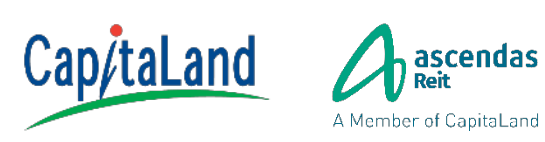 CapitaLand
ascendas
Reit
A Member of CapitaLand